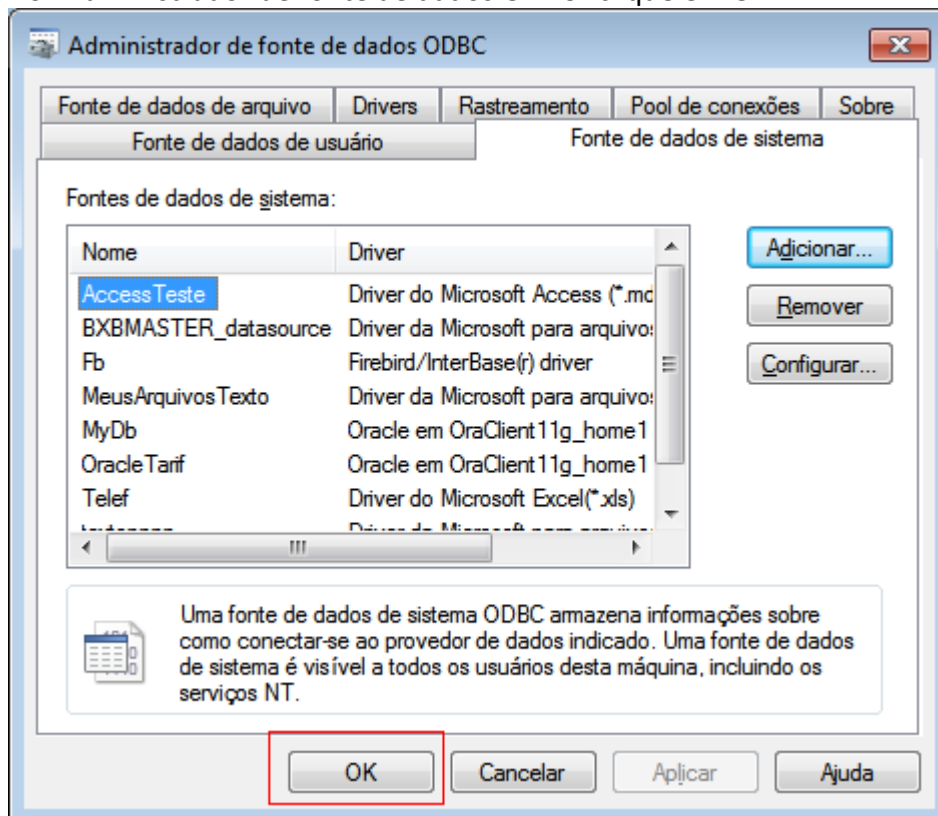 Administrador de fonte de dados ODBC
Fonte de dados de arquivo Drivers Rastreamento Pool de conexões Sobre
Fonte de dados de usuário Fonte de dados de sistema
Fontes de dados de sistema:
Nome Driver
AccessTeste Driver do Microsoft Access (*.md
BXBMASTER_datasource Driver da Microsoft para arquivo
Fb Firebird/InterBase(r) driver
MeusArquivosTexto Driver da Microsoft para arquivo
MyDb Oracle em OraClient11g_home1
OracleTarif Oracle em OraClient11g_home1
Telef Driver do Microsoft Excel(*.xls)
Adicionar...
Remover
Configurar...
Uma fonte de dados de sistema ODBC armazena informações sobre
como conectar-se ao provedor de dados indicado. Uma fonte de dados
de sistema é visível a todos os usuários desta máquina, incluindo os
serviços NT.
OK Cancelar Aplicar Ajuda